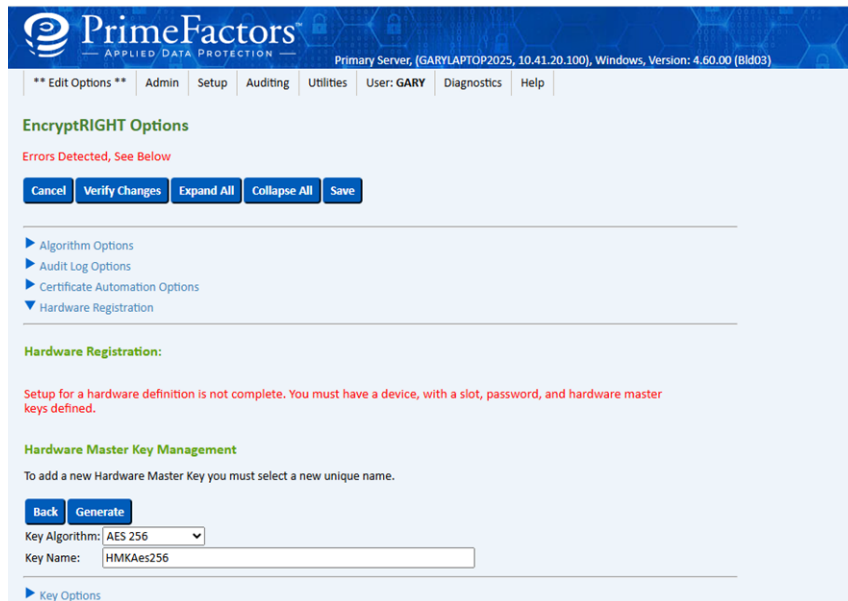 PrimeFactors™
— APPLIED DATA PROTECTION —
Primary Server, (GARYLAPTOP2025, 10.41.20.100), Windows, Version: 4.60.00 (Bld03)
** Edit Options ** Admin Setup Auditing Utilities User: GARY Diagnostics Help
EncryptRIGHT Options
Errors Detected, See Below
Cancel Verify Changes Expand All Collapse All Save
Algorithm Options
Audit Log Options
Certificate Automation Options
Hardware Registration
Hardware Registration:
Setup for a hardware definition is not complete. You must have a device, with a slot, password, and hardware master
keys defined.
Hardware Master Key Management
To add a new Hardware Master Key you must select a new unique name.
Back Generate
Key Algorithm: AES 256
Key Name: HMKAes256
Key Options